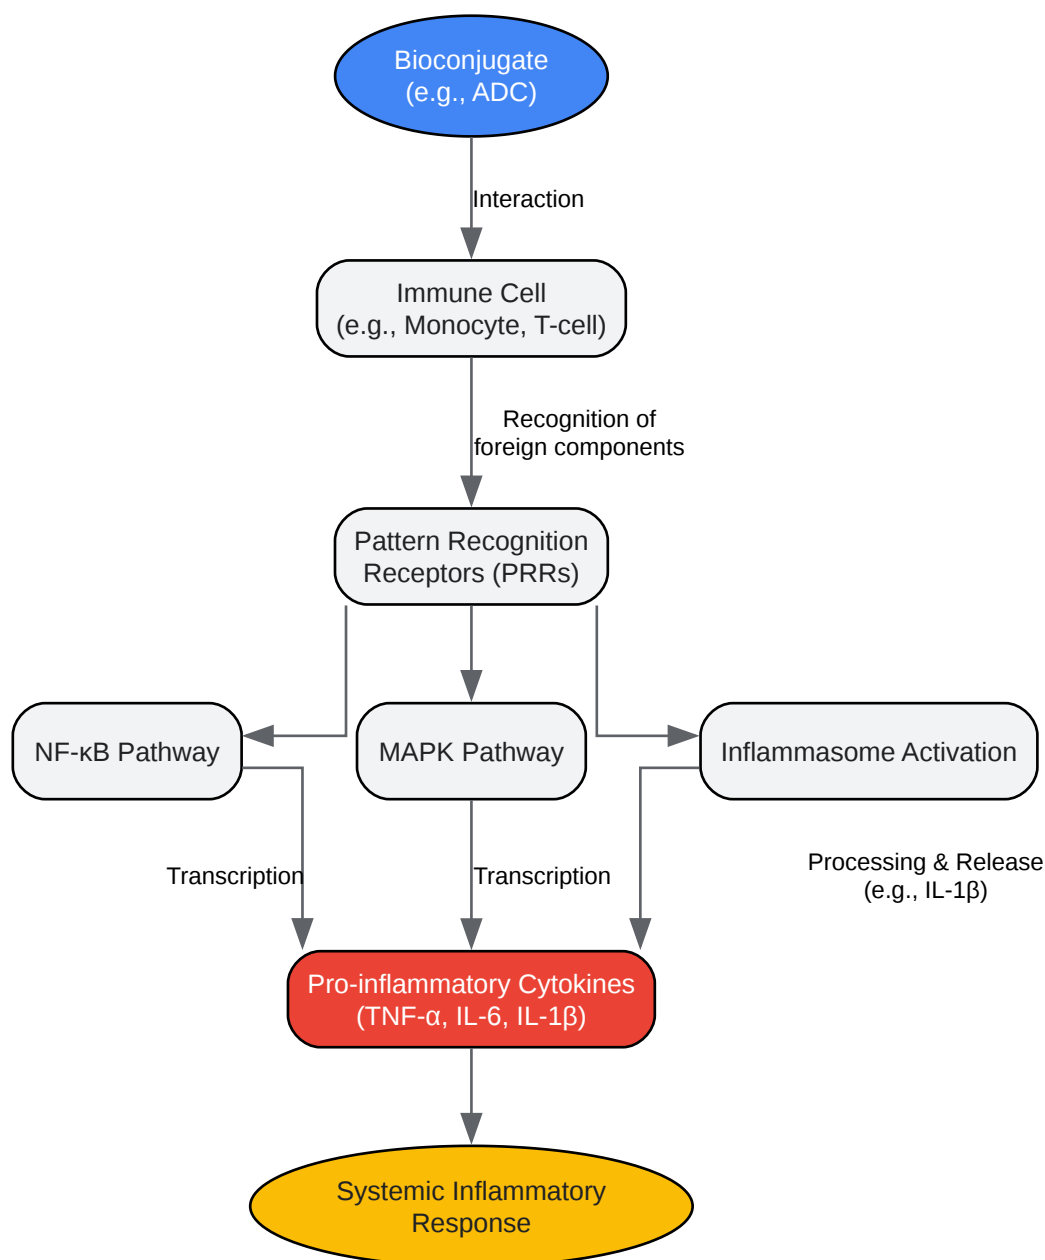 Bioconjugate
(e.g., ADC)
Interaction
Immune Cell
(e.g., Monocyte, T-cell)
Recognition of
foreign components
Pattern Recognition
Receptors (PRRs)
NF-κB Pathway
MAPK Pathway
Inflammasome Activation
Transcription
Transcription
Processing & Release
(e.g., IL-1β)
Pro-inflammatory Cytokines
(TNF-α, IL-6, IL-1β)
Systemic Inflammatory
Response